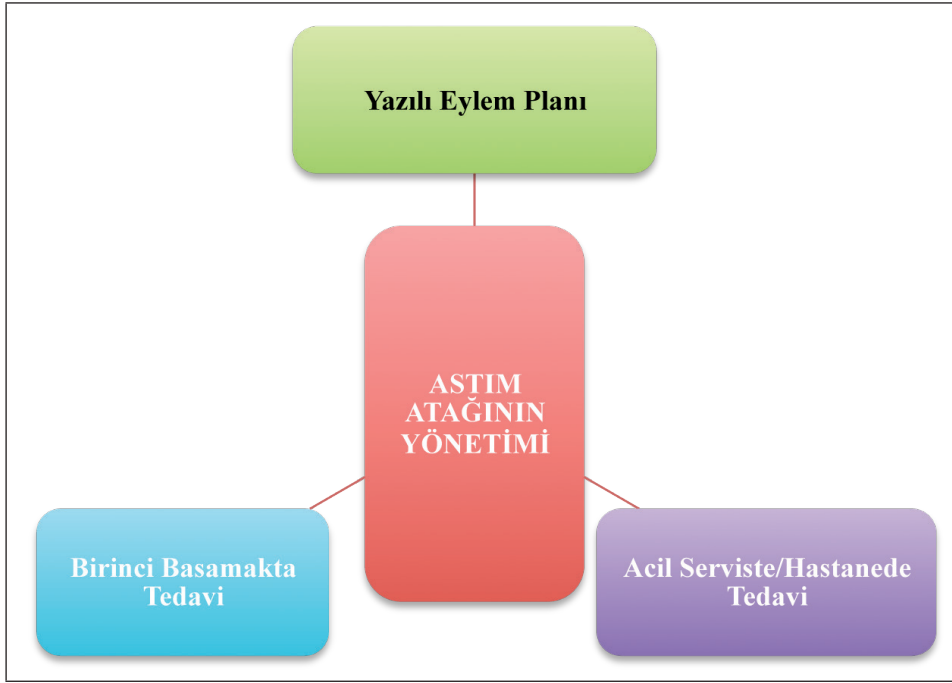 Yazılı Eylem Planı
ASTIM
ATAĞININ
YÖNETİMİ
Birinci Basamakta
Tedavi
Acil Serviste/Hastanede
Tedavi